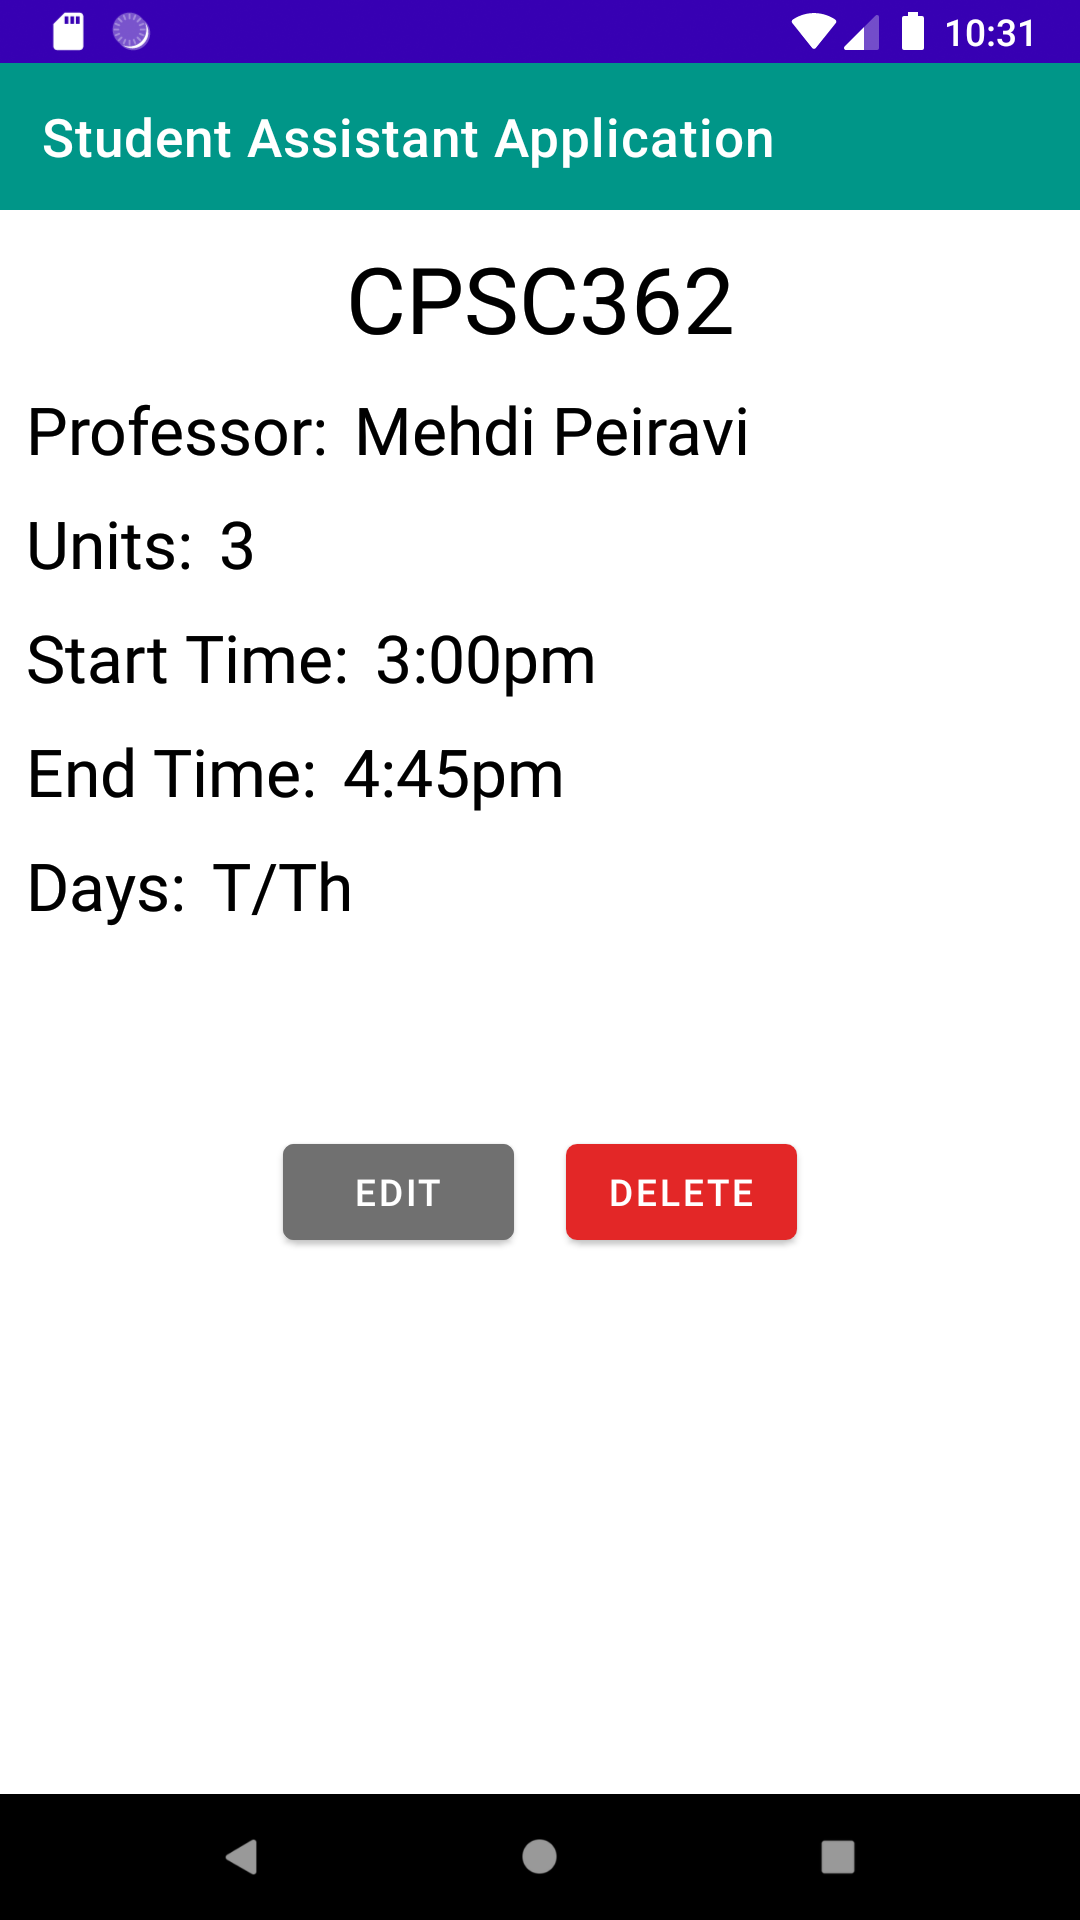 10:31
Student Assistant Application
CPSC362
Professor: Mehdi Peiravi
Units: 3
Start Time: 3:00pm
End Time: 4:45pm
Days: T/Th
EDIT DELETE